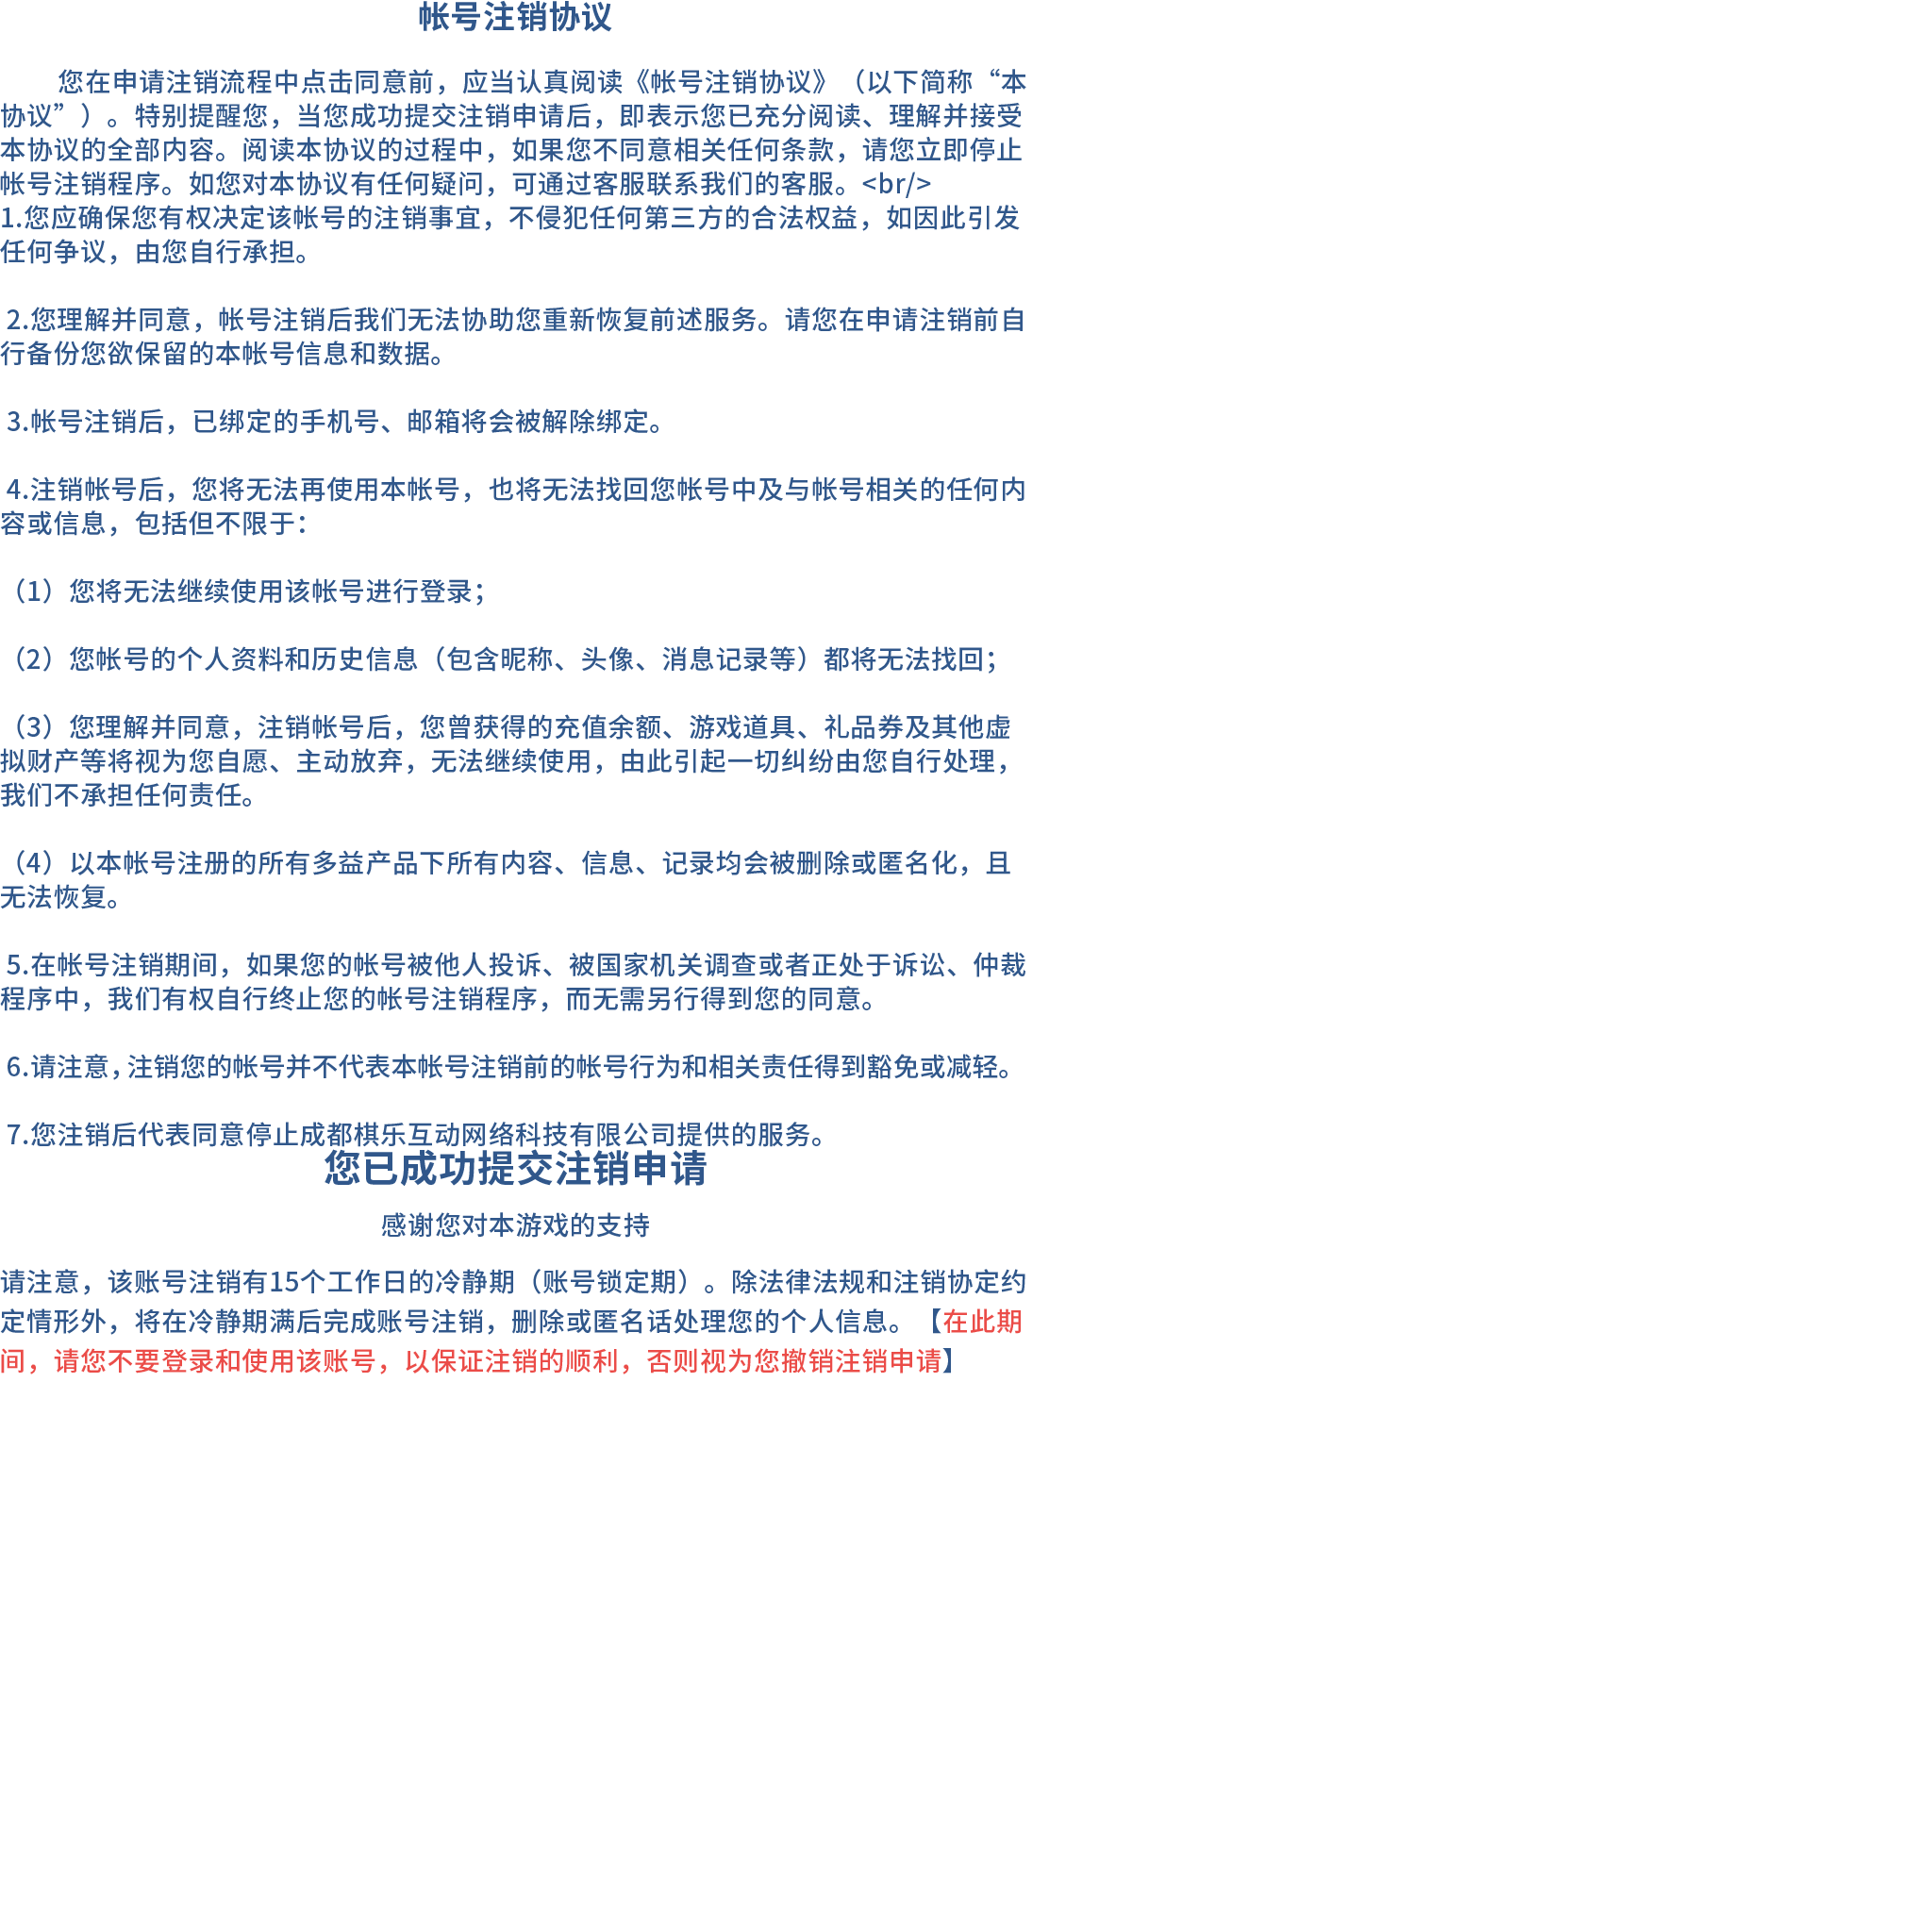 帐号注销协议
您在申请注销流程中点击同意前，应当认真阅读《帐号注销协议》（以下简称“本
协议”）。特别提醒您，当您成功提交注销申请后，即表示您已充分阅读、理解并接受
本协议的全部内容。阅读本协议的过程中，如果您不同意相关任何条款，请您立即停止
帐号注销程序。如您对本协议有任何疑问，可通过客服联系我们的客服。<br/>
1.您应确保您有权决定该帐号的注销事宜，不侵犯任何第三方的合法权益，如因此引发
任何争议，由您自行承担。
2.您理解并同意，帐号注销后我们无法协助您重新恢复前述服务。请您在申请注销前自
行备份您欲保留的本帐号信息和数据。
3.帐号注销后，已绑定的手机号、邮箱将会被解除绑定。
4.注销帐号后，您将无法再使用本帐号，也将无法找回您帐号中及与帐号相关的任何内
容或信息，包括但不限于：
（1）您将无法继续使用该帐号进行登录；
（2）您帐号的个人资料和历史信息（包含昵称、头像、消息记录等）都将无法找回；
（3）您理解并同意，注销帐号后，您曾获得的充值余额、游戏道具、礼品券及其他虚
拟财产等将视为您自愿、主动放弃，无法继续使用，由此引起一切纠纷由您自行处理，
我们不承担任何责任。
（4）以本帐号注册的所有多益产品下所有内容、信息、记录均会被删除或匿名化，且
无法恢复。
5.在帐号注销期间，如果您的帐号被他人投诉、被国家机关调查或者正处于诉讼、仲裁
程序中，我们有权自行终止您的帐号注销程序，而无需另行得到您的同意。
6.请注意，注销您的帐号并不代表本帐号注销前的帐号行为和相关责任得到豁免或减轻。
7.您注销后代表同意停止成都棋乐互动网络科技有限公司提供的服务。
您已成功提交注销申请
感谢您对本游戏的支持
请注意，该账号注销有15个工作日的冷静期（账号锁定期）。除法律法规和注销协定约
定情形外，将在冷静期满后完成账号注销，删除或匿名话处理您的个人信息。【在此期
间，请您不要登录和使用该账号，以保证注销的顺利，否则视为您撤销注销申请】